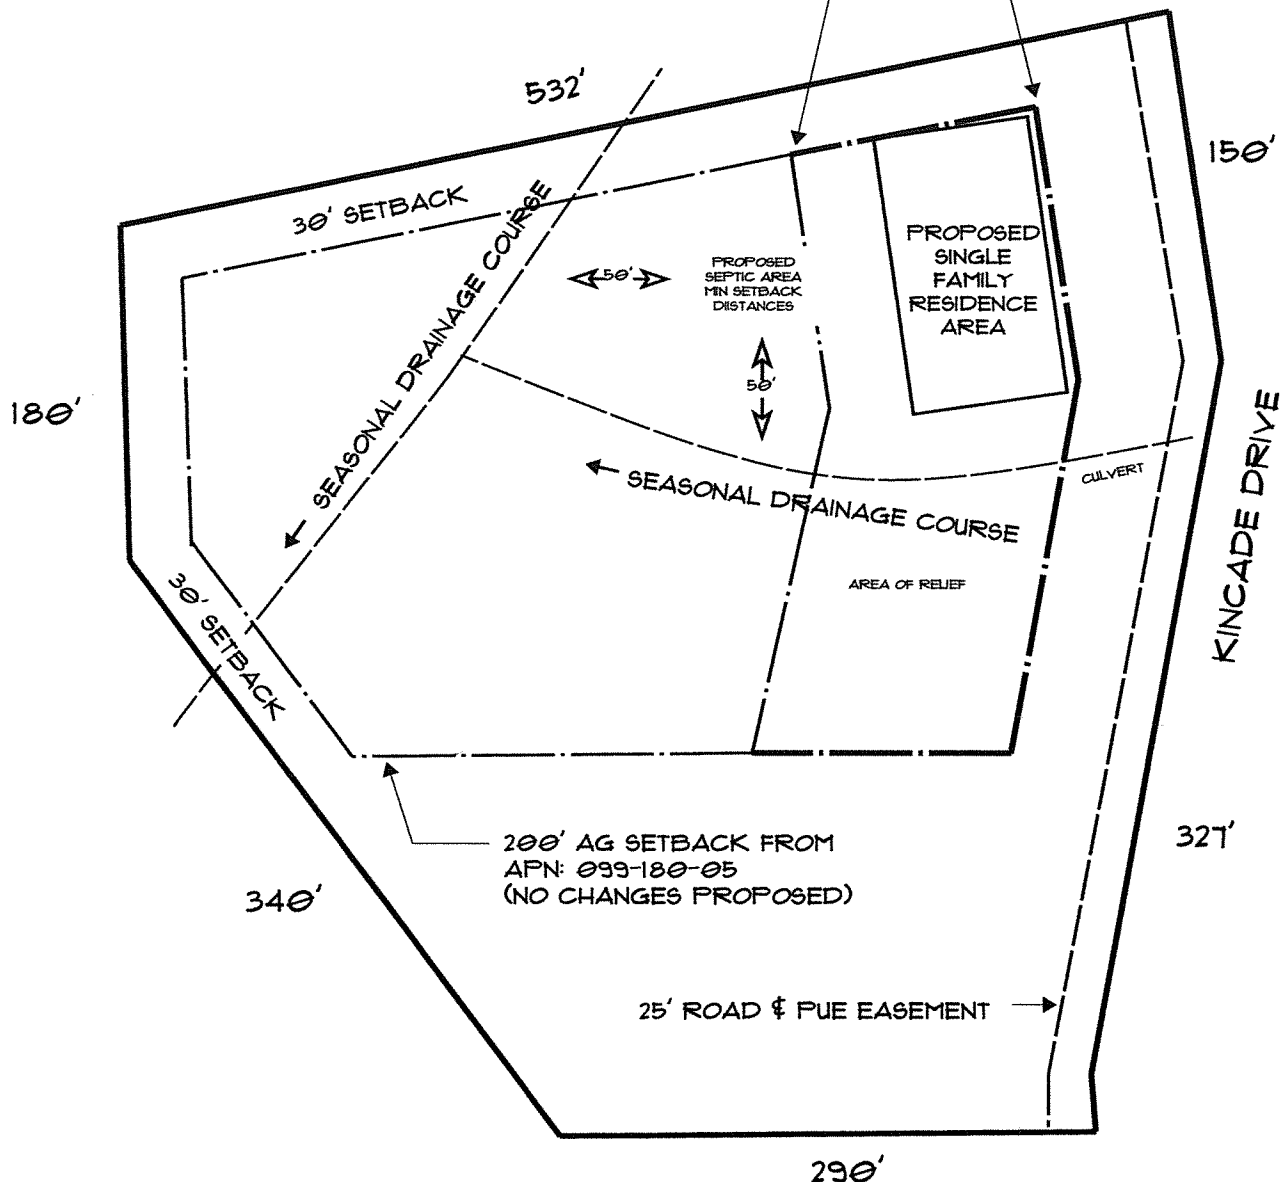 532'
150'
30' SETBACK
SEASONAL DRAINAGE COURSE
50'
PROPOSED
SEPTIC AREA
MIN SETBACK
DIISTANCES
PROPOSED
SINGLE
FAMILY
RESIDENCE
AREA
50'
180'
KINCADE DRIVE
CULVERT
SEASONAL DRAINAGE COURSE
AREA OF RELIEF
30' SETBACK
200' AG SETBACK FROM
APN: 099-180-05
(NO CHANGES PROPOSED)
327'
340'
25' ROAD & PUE EASEMENT
290'